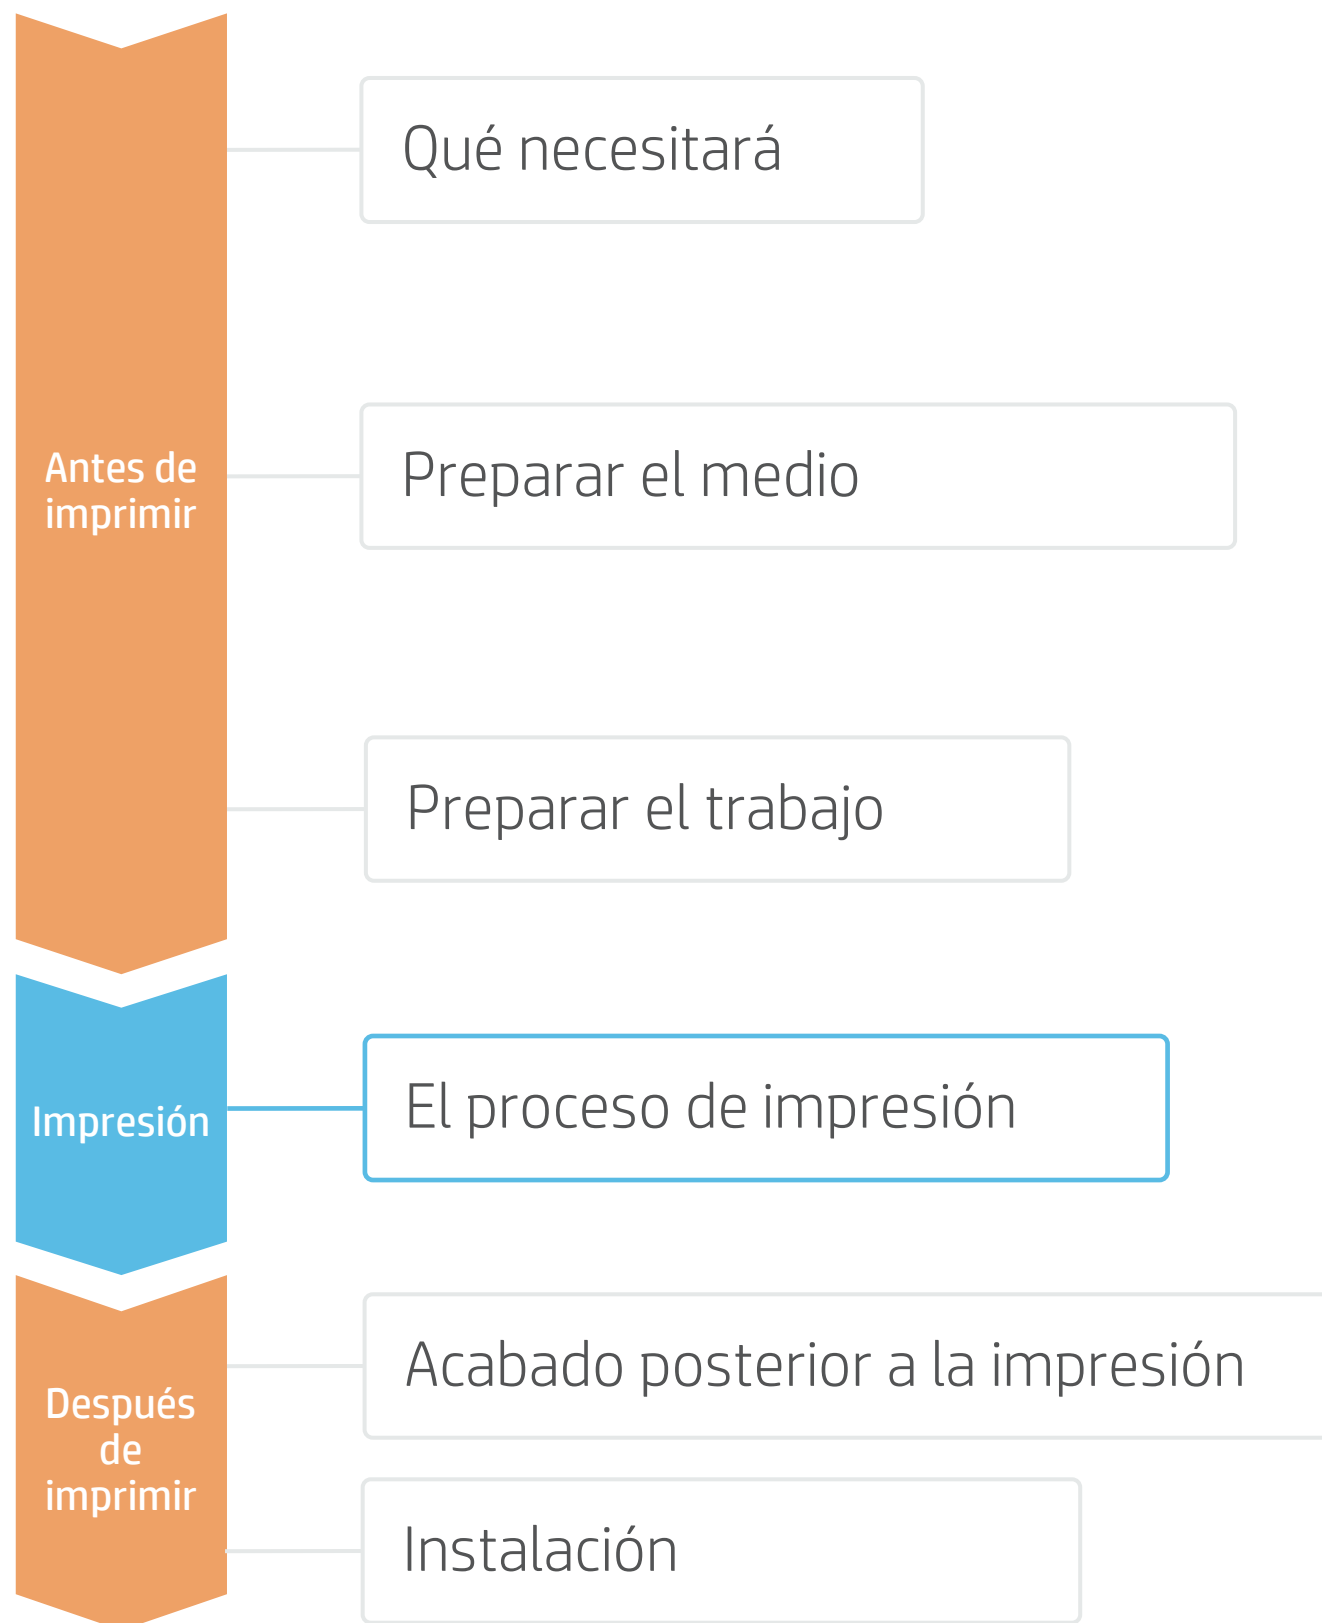 Qué necesitará
Antes de
imprimir
Preparar el medio
Preparar el trabajo
Impresión
El proceso de impresión
Después
de
imprimir
Acabado posterior a la impresión
Instalación